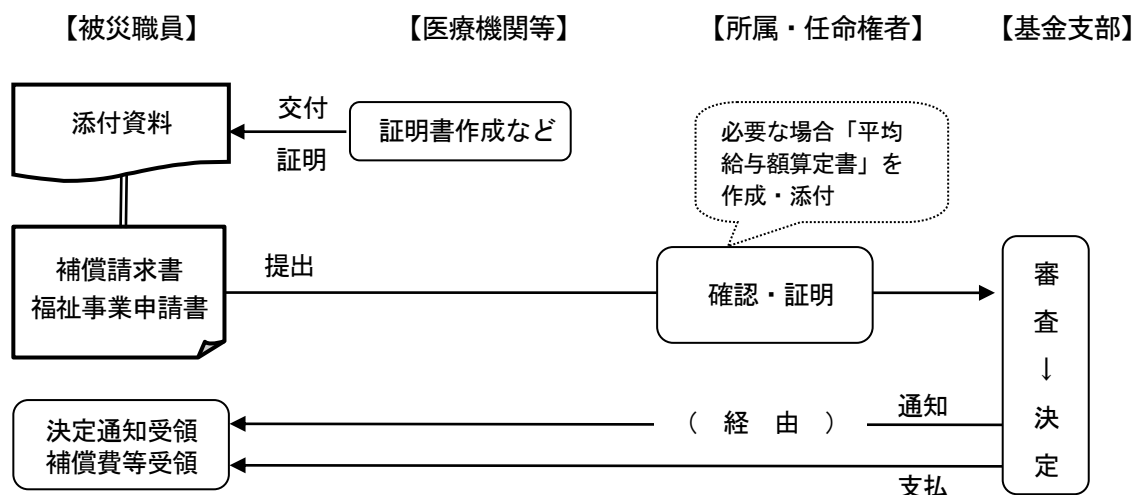 【被災職員】 【医療機関等】 【所属・任命権者】 【基金支部】
添付資料
交付
証明
証明書作成など
必要な場合「平均
給与額算定書」を
作成・添付
補償請求書
福祉事業申請書
提出
確認・証明
審
査
↓
決
定
決定通知受領
補償費等受領
（ 経 由 ）
通知
支払